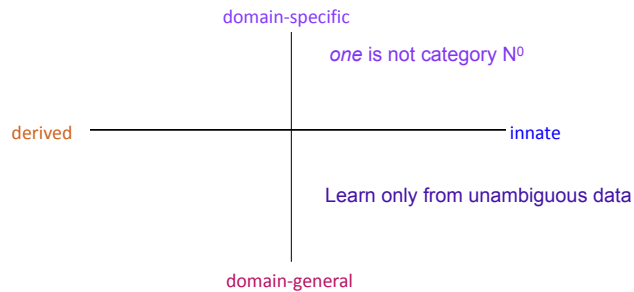 domain-specific
one is not category N⁰
derived
innate
Learn only from unambiguous data
domain-general